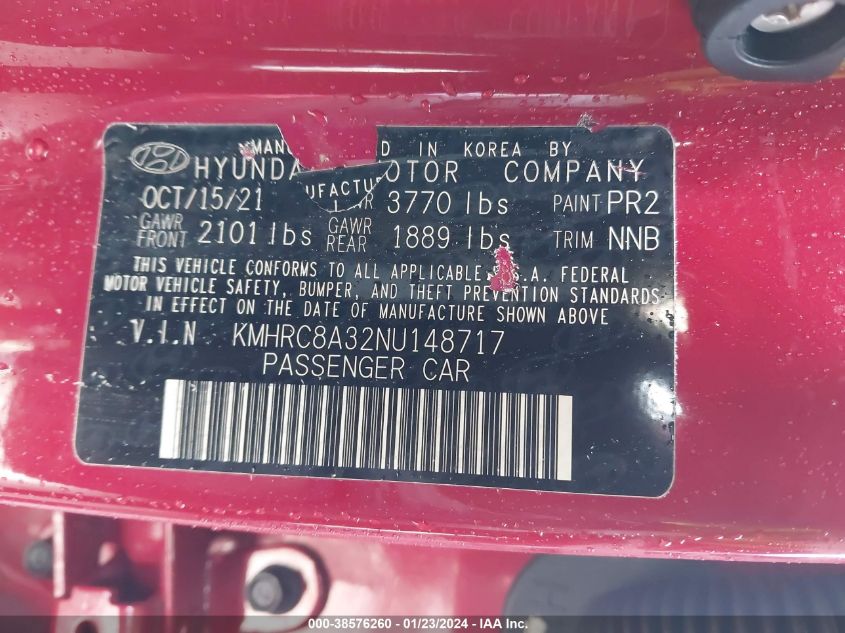 MAN D IN KOREA BY
HYUNDA OTOR COMPANY
UFACTU
OCT/15/21 3770 lbs PAINT PR2
GAWR FRONT 2101 lbs GAWR REAR 1889 lbs TRIM NNB
THIS VEHICLE CONFORMS TO ALL APPLICABLE .A. FEDERAL
MOTOR VEHICLE SAFETY, BUMPER, AND THEFT PREVENTION STANDARDS
IN EFFECT ON THE DATE OF MANUFACTURE SHOWN ABOVE
V.I.N KMHRC8A32NU148717
PASSENGER CAR
000-38576260 - 01/23/2024 - IAA Inc.